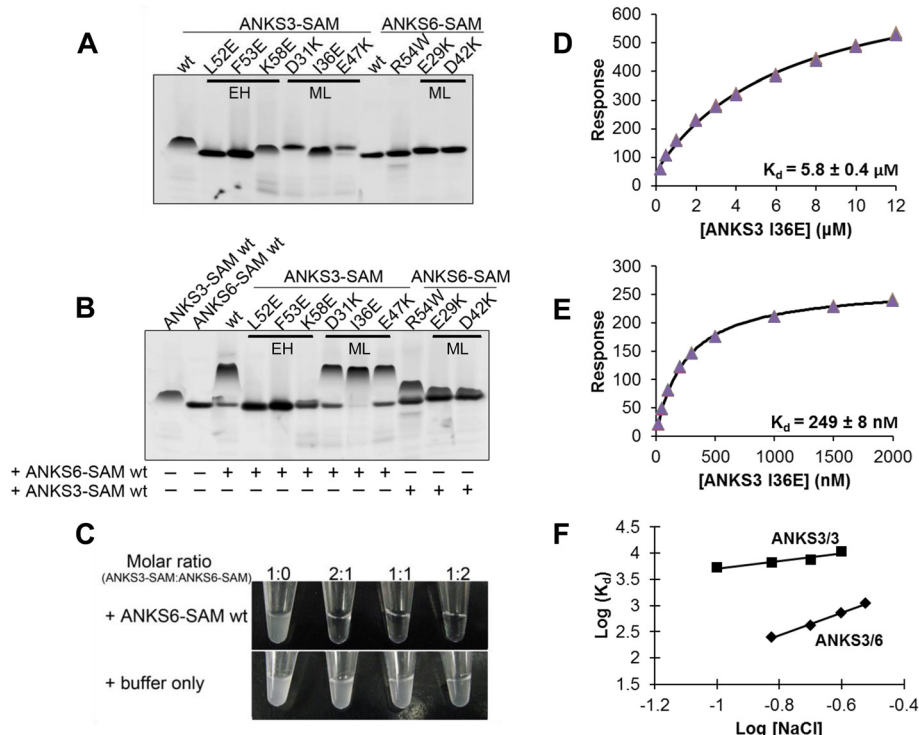 A
ANKS3-SAM
ANKS6-SAM
wt
L52E
F53E
K58E
D31K
I36E
E47K
wt
R54W
E29K
D42K
EH
ML
ML
B
ANKS3-SAM wt
ANKS6-SAM wt
ANKS3-SAM
ANKS6-SAM
wt
L52E
F53E
K58E
D31K
I36E
E47K
R54W
E29K
D42K
EH
ML
ML
+ ANKS6-SAM wt – – + + + + + + + – – –
+ ANKS3-SAM wt – – – – – – – – – + + +
C
Molar ratio
(ANKS3-SAM:ANKS6-SAM)
1:0 2:1 1:1 1:2
+ ANKS6-SAM wt
+ buffer only
D
600
500
400
300
200
100
0
Response
Kd = 5.8 ± 0.4 µM
0 2 4 6 8 10 12
[ANKS3 I36E] (µM)
E
300
250
200
150
100
50
0
Response
Kd = 249 ± 8 nM
0 500 1000 1500 2000
[ANKS3 I36E] (nM)
F
4.5
4
3.5
3
2.5
2
1.5
Log (Kd)
ANKS3/3
ANKS3/6
-1.2 -1 -0.8 -0.6 -0.4
Log [NaCl]